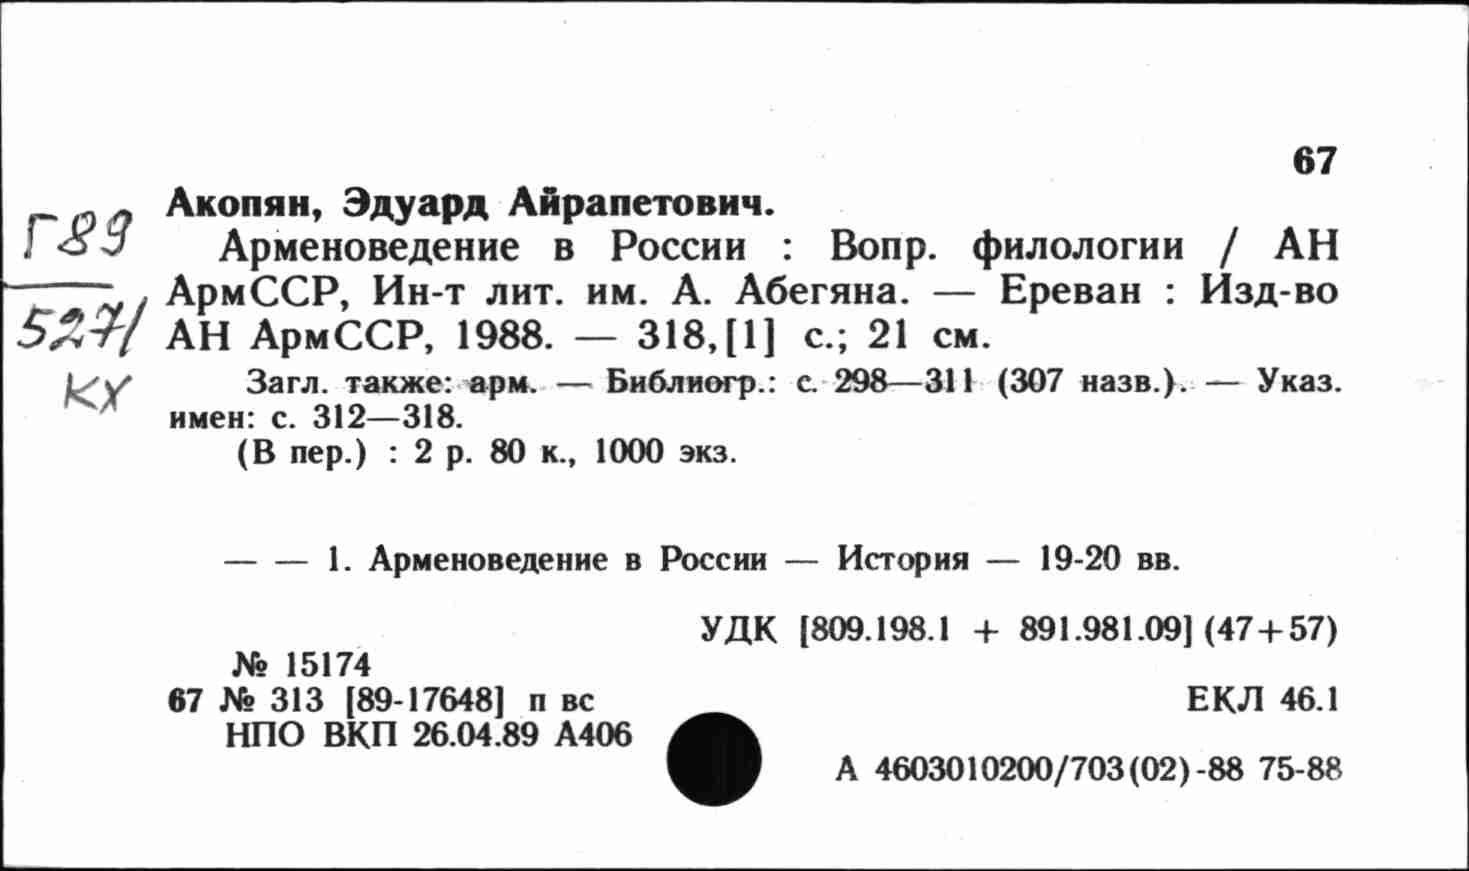 67
Акопян, Эдуард Айрапетович.
Г89
Арменоведение в России : Вопр. филологии / АН
АрмССР, Ин-т лит. им. А. Абегяна. — Ереван : Изд-во
527/
АН АрмССР, 1988. — 318,[1] с.; 21 см.
КХ
Загл. также: арм. — Библиогр.: с. 298—311 (307 назв.). — Указ.
имен: с. 312—318.
(В пер.) : 2 р. 80 к., 1000 экз.
— — 1. Арменоведение в России — История — 19-20 вв.
УДК [809.198.1 + 891.981.09] (47+57)
№ 15174
67 № 313 [89-17648] п вс
ЕКЛ 46.1
НПО ВКП 26.04.89 А406
А 4603010200/703(02)-88 75-88